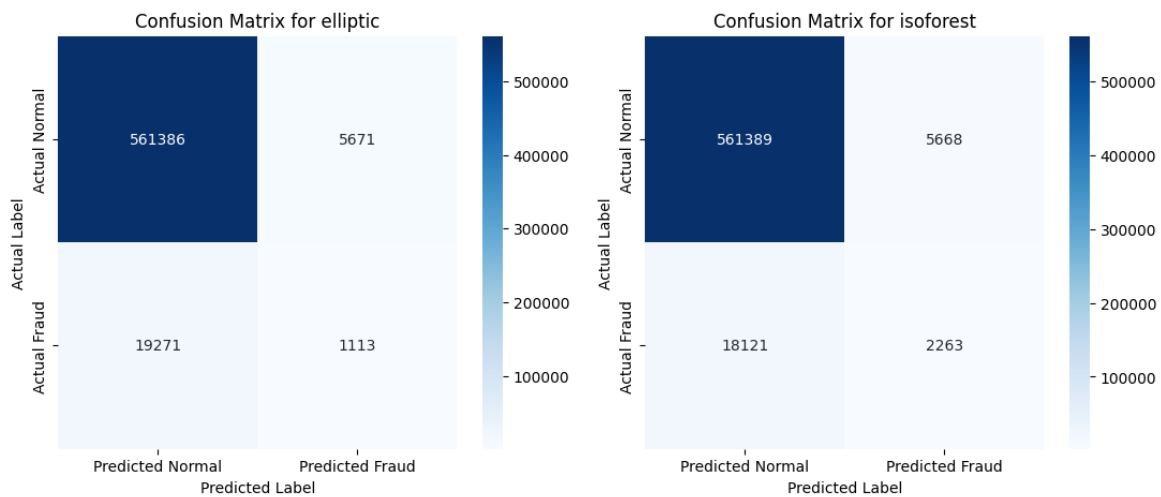 Confusion Matrix for elliptic
Actual Label
Actual Normal
Actual Fraud
561386
5671
19271
1113
Predicted Normal
Predicted Fraud
Predicted Label
500000
400000
300000
200000
100000
Confusion Matrix for isoforest
Actual Label
Actual Normal
Actual Fraud
561389
5668
18121
2263
Predicted Normal
Predicted Fraud
Predicted Label
500000
400000
300000
200000
100000